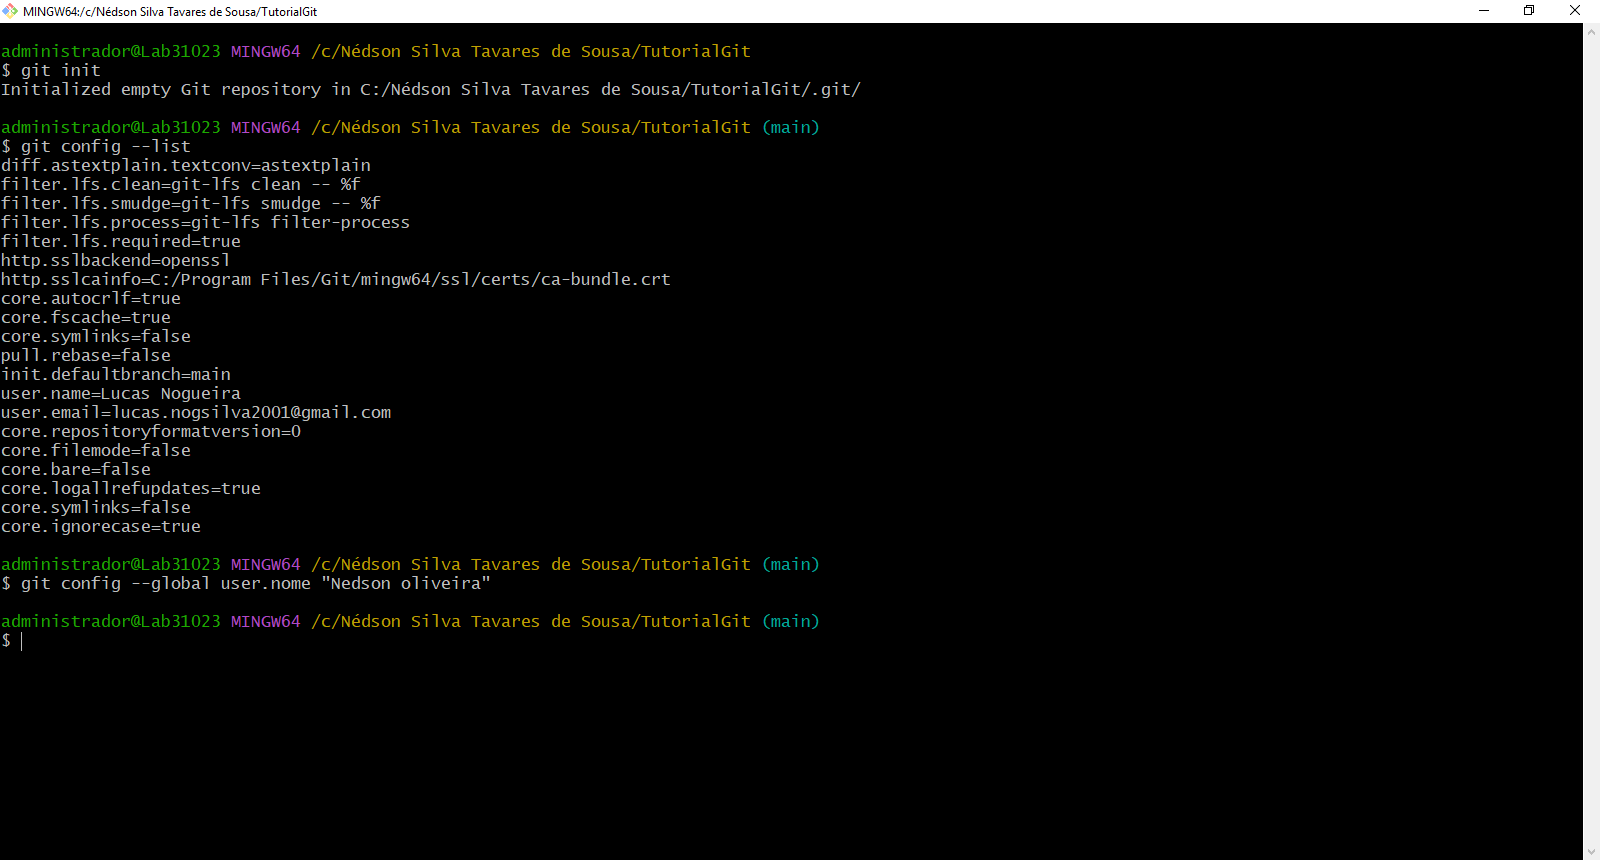 MINGW64:/c/Nédson Silva Tavares de Sousa/TutorialGit
administrador@Lab31023 MINGW64 /c/Nédson Silva Tavares de Sousa/TutorialGit
$ git init
Initialized empty Git repository in C:/Nédson Silva Tavares de Sousa/TutorialGit/.git/
administrador@Lab31023 MINGW64 /c/Nédson Silva Tavares de Sousa/TutorialGit (main)
$ git config --list
diff.astextplain.textconv=astextplain
filter.lfs.clean=git-lfs clean -- %f
filter.lfs.smudge=git-lfs smudge -- %f
filter.lfs.process=git-lfs filter-process
filter.lfs.required=true
http.sslbackend=openssl
http.sslcainfo=C:/Program Files/Git/mingw64/ssl/certs/ca-bundle.crt
core.autocrlf=true
core.fscache=true
core.symlinks=false
pull.rebase=false
init.defaultbranch=main
user.name=Lucas Nogueira
user.email=lucas.nogsilva2001@gmail.com
core.repositoryformatversion=0
core.filemode=false
core.bare=false
core.logallrefupdates=true
core.symlinks=false
core.ignorecase=true
administrador@Lab31023 MINGW64 /c/Nédson Silva Tavares de Sousa/TutorialGit (main)
$ git config --global user.nome "Nedson oliveira"
administrador@Lab31023 MINGW64 /c/Nédson Silva Tavares de Sousa/TutorialGit (main)
$